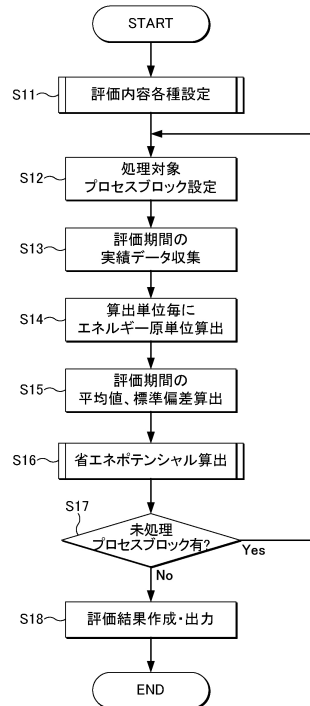 START
S11
評価内容各種設定
S12
処理対象
プロセスブロック設定
S13
評価期間の
実績データ収集
S14
算出単位毎に
エネルギー原単位算出
S15
評価期間の
平均値、標準偏差算出
S16
省エネポテンシャル算出
S17
未処理
プロセスブロック有?
Yes
No
S18
評価結果作成・出力
END